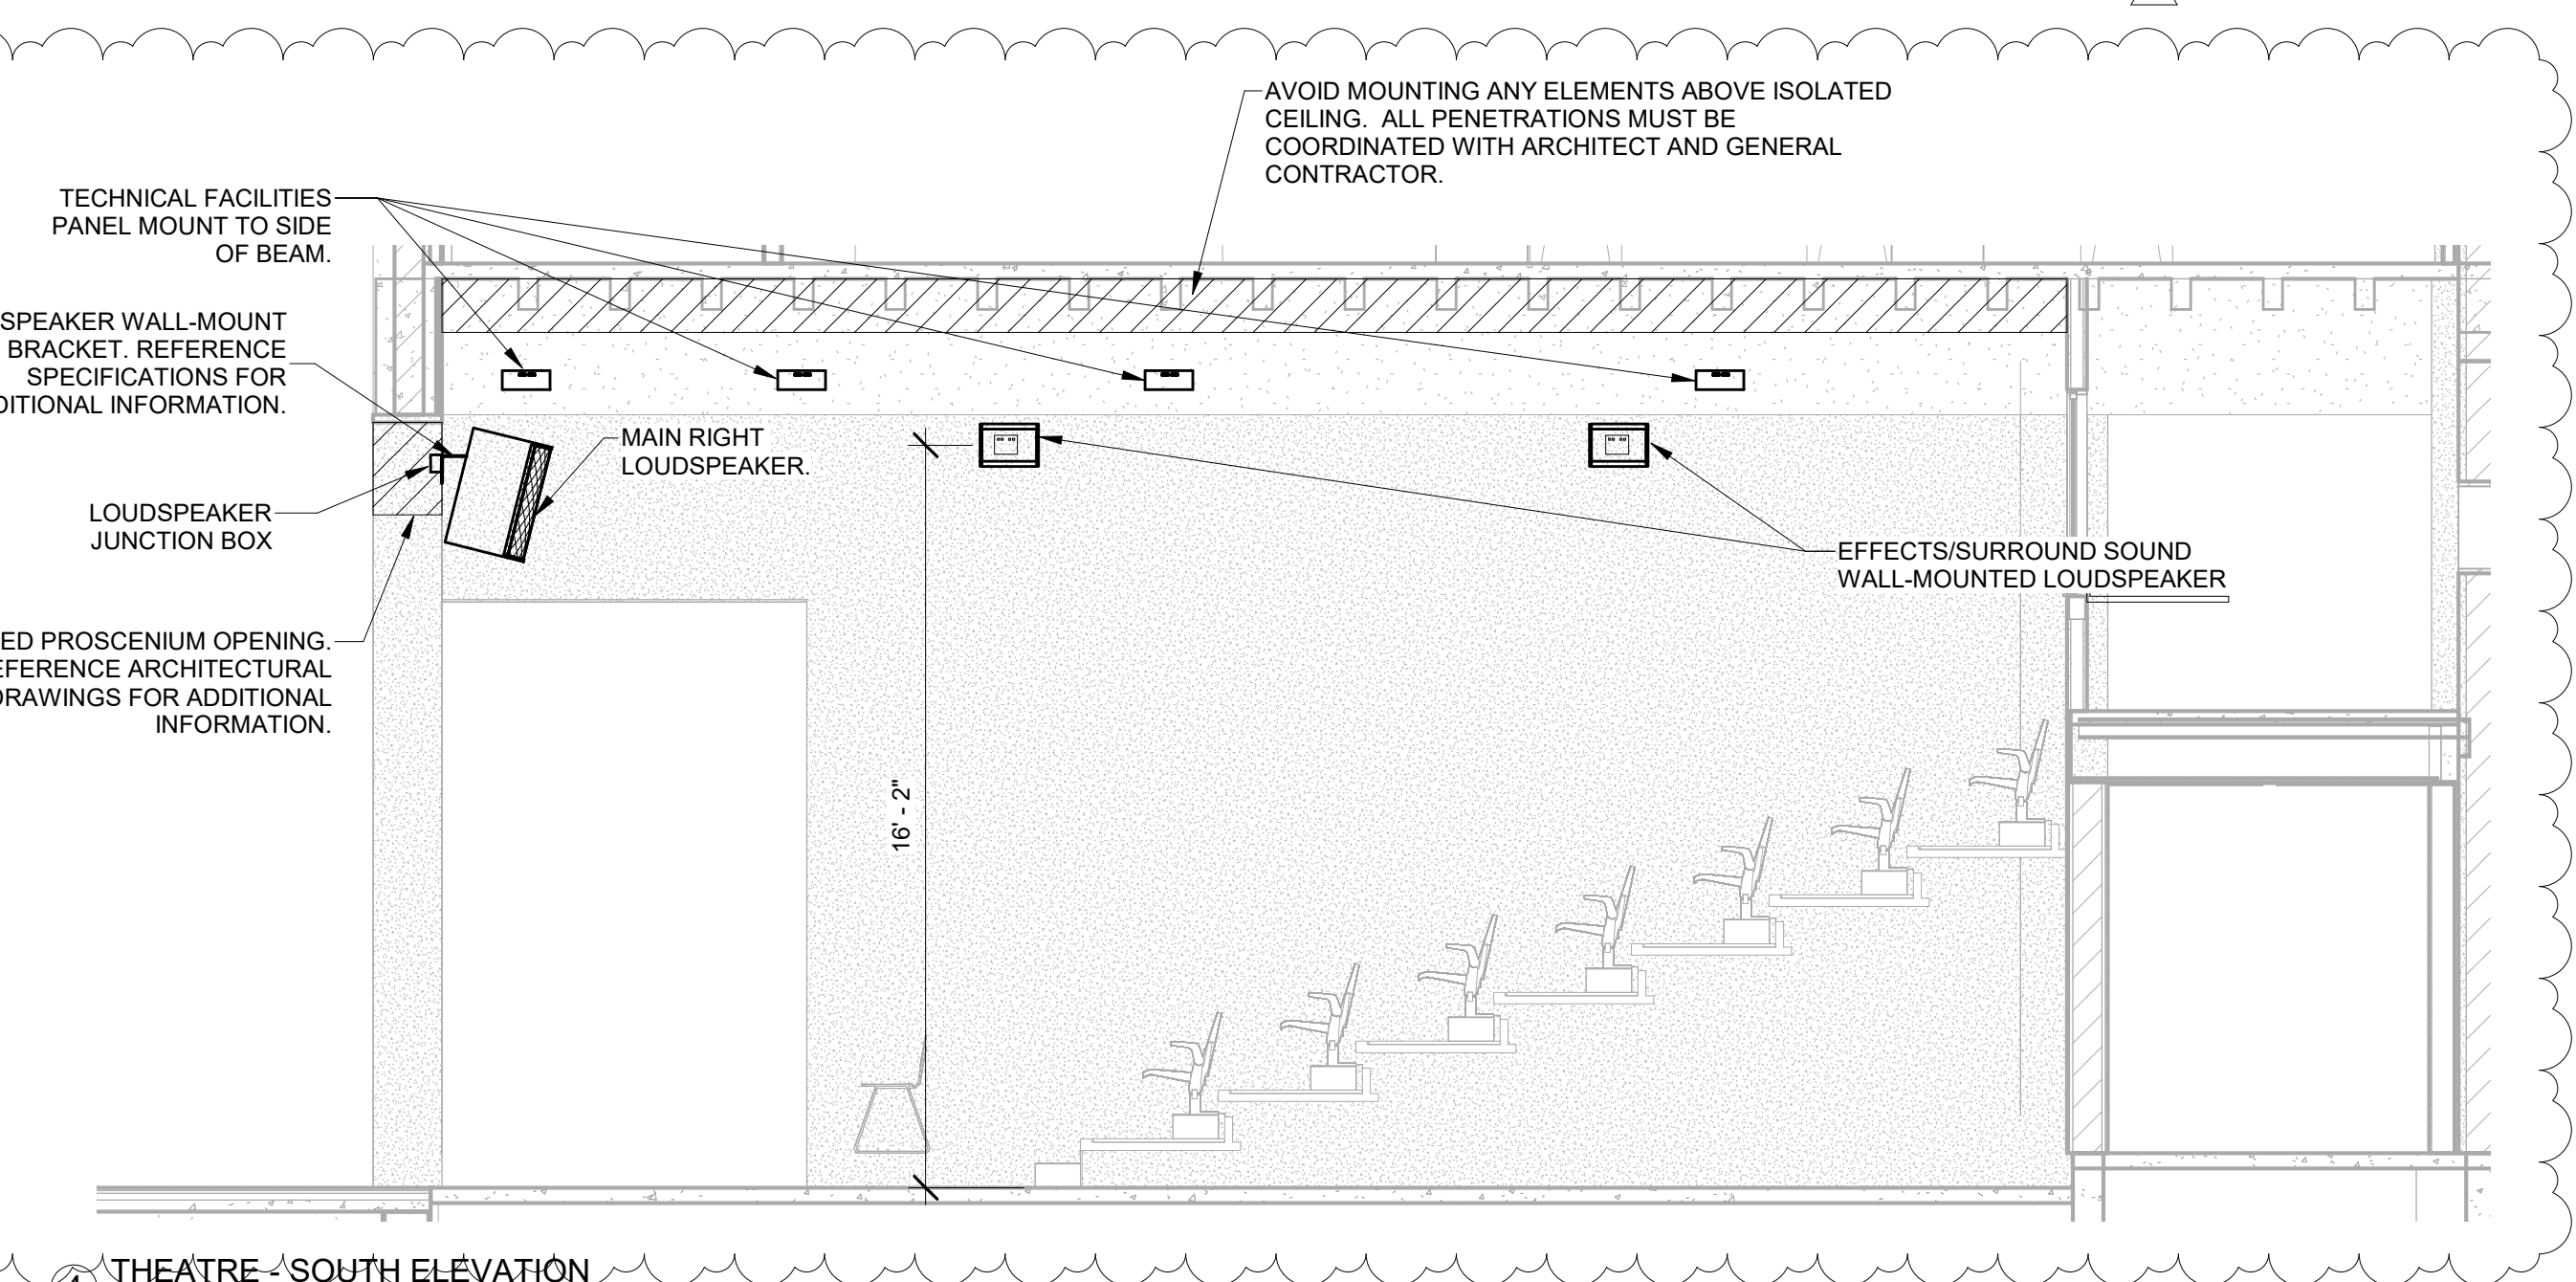 AVOID MOUNTING ANY ELEMENTS ABOVE ISOLATED
CEILING. ALL PENETRATIONS MUST BE
COORDINATED WITH ARCHITECT AND GENERAL
CONTRACTOR.
TECHNICAL FACILITIES
PANEL MOUNT TO SIDE
OF BEAM.
SPEAKER WALL-MOUNT
BRACKET. REFERENCE
SPECIFICATIONS FOR
DITIONAL INFORMATION.
MAIN RIGHT
LOUDSPEAKER.
LOUDSPEAKER
JUNCTION BOX
EFFECTS/SURROUND SOUND
WALL-MOUNTED LOUDSPEAKER
ED PROSCENIUM OPENING.
EFERENCE ARCHITECTURAL
DRAWINGS FOR ADDITIONAL
INFORMATION.
16' - 2"
THEATRE - SOUTH ELEVATION